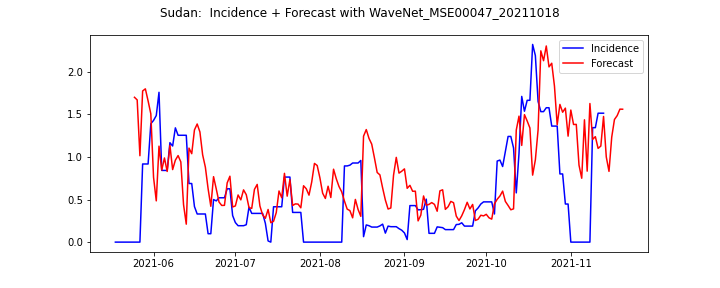 Sudan:  Incidence + Forecast with WaveNet_MSE00047_20211018
Incidence
Forecast
2.0
1.5
1.0
0.5
0.0
2021-06 2021-07 2021-08 2021-09 2021-10 2021-11